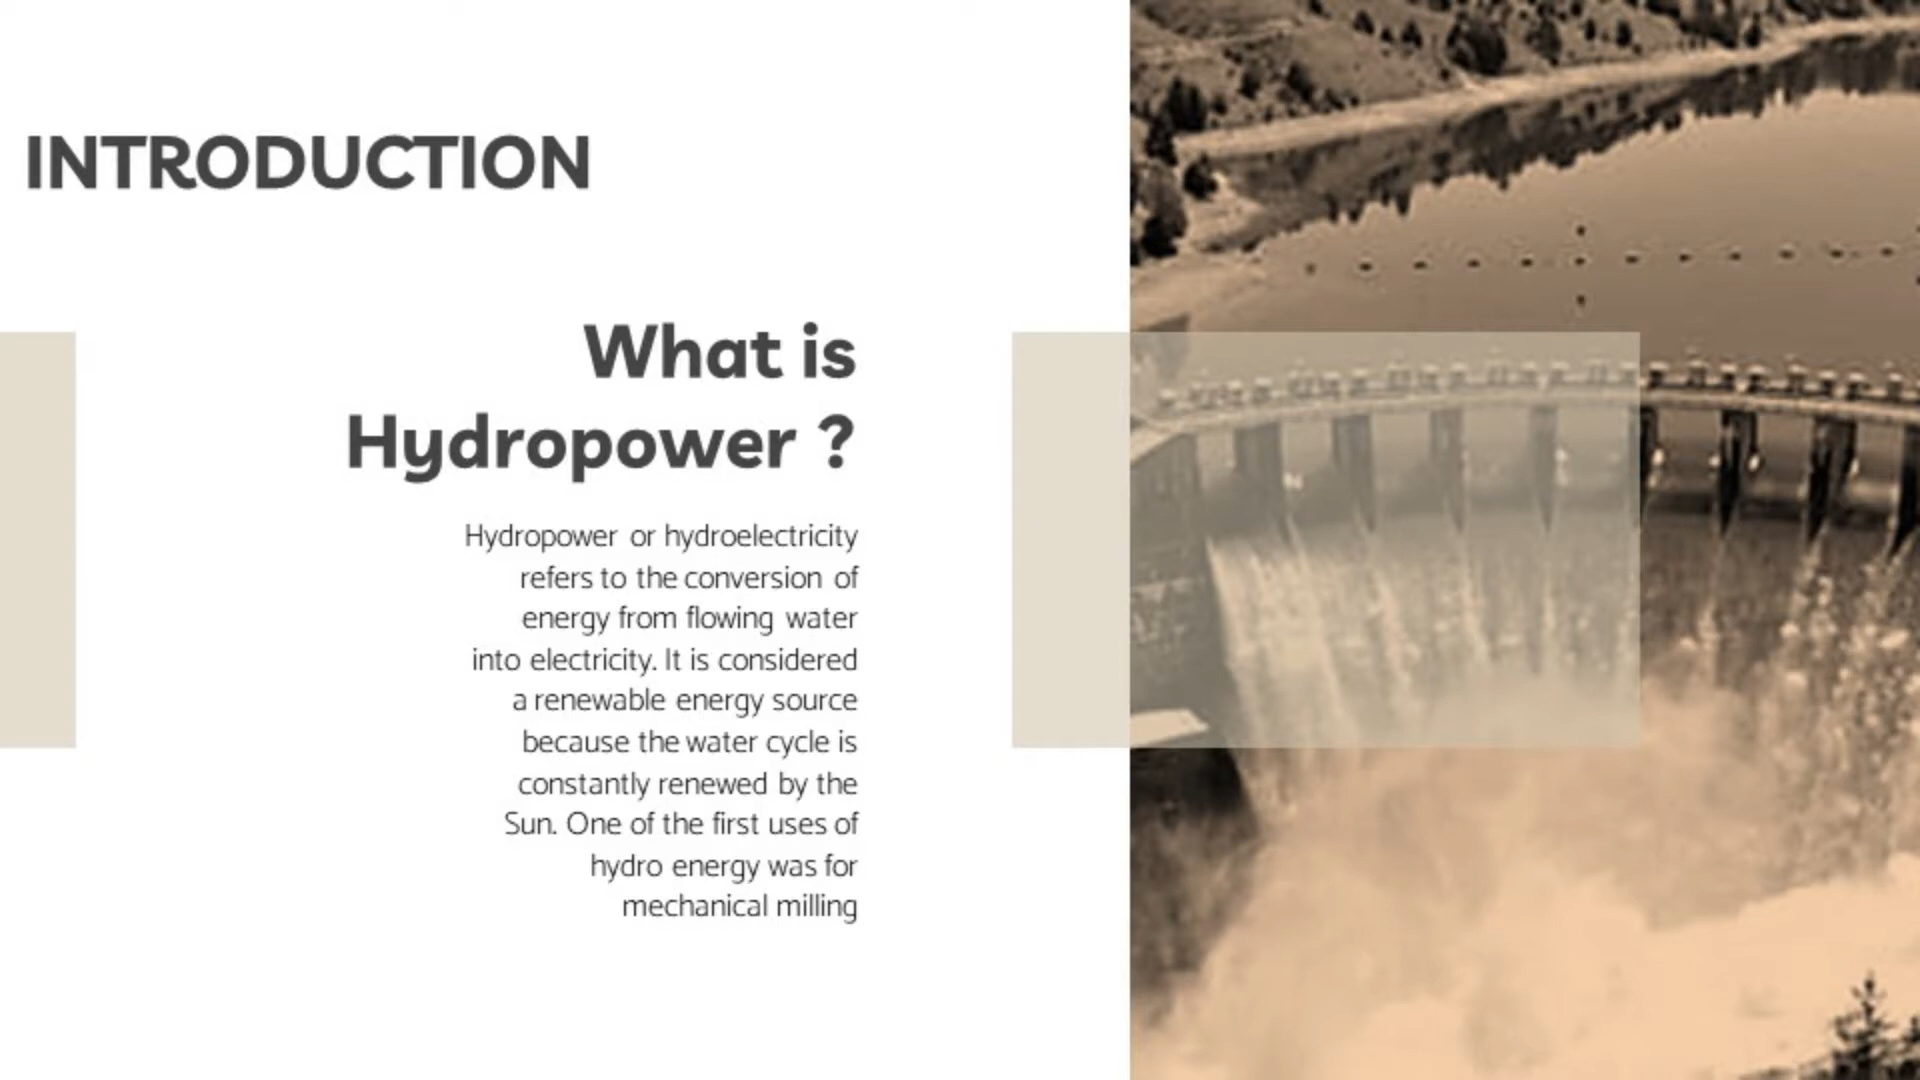 INTRODUCTION
What is
Hydropower ?
Hydropower or hydroelectricity
refers to the conversion of
energy from flowing water
into electricity. It is considered
a renewable energy source
because the water cycle is
constantly renewed by the
Sun. One of the first uses of
hydro energy was for
mechanical milling